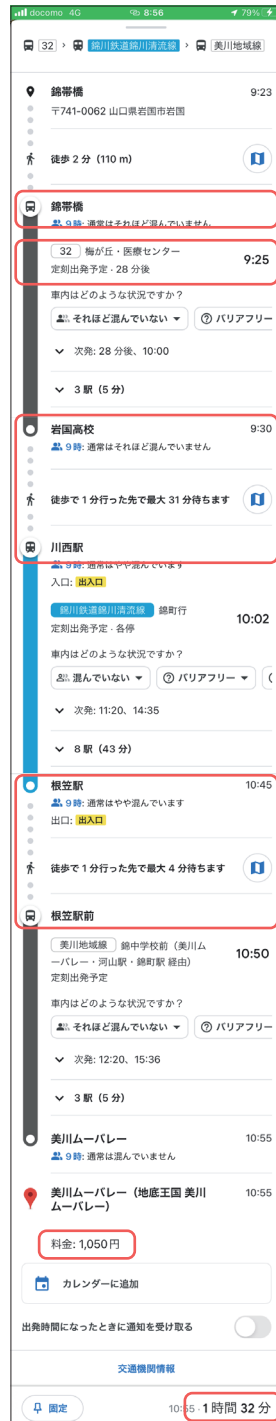 docomo 4G 8:56 79%
32 › 錦川鉄道錦川清流線 › 美川地域線
錦帯橋 9:23
〒741-0062 山口県岩国市岩国
徒歩 2 分（110 m）
錦帯橋
9 時: 通常はそれほど混んでいません
32 梅が丘・医療センター
定刻出発予定 · 28 分後 9:25
車内はどのような状況ですか？
それほど混んでいない バリアフリー
次発: 28 分後、10:00
3 駅（5 分）
岩国高校 9:30
9 時: 通常はそれほど混んでいません
徒歩で 1 分行った先で最大 31 分待ちます
川西駅
9 時: 通常はやや混んでいます
入口: 出入口
錦川鉄道錦川清流線 錦町行
定刻出発予定 · 各停 10:02
車内はどのような状況ですか？
混んでいない バリアフリー
次発: 11:20、14:35
8 駅（43 分）
根笠駅 10:45
9 時: 通常はやや混んでいます
出口: 出入口
徒歩で 1 分行った先で最大 4 分待ちます
根笠駅前
美川地域線 錦中学校前（美川ム
ーバレー・河山駅・錦町駅 経由） 10:50
定刻出発予定
車内はどのような状況ですか？
それほど混んでいない バリアフリー
次発: 12:20、15:36
3 駅（5 分）
美川ムーバレー 10:55
9 時: 通常は混んでいません
美川ムーバレー（地底王国 美川 10:55
ムーバレー）
料金: 1,050 円
カレンダーに追加
出発時間になったときに通知を受け取る
交通機関情報
固定 10:55 · 1 時間 32 分